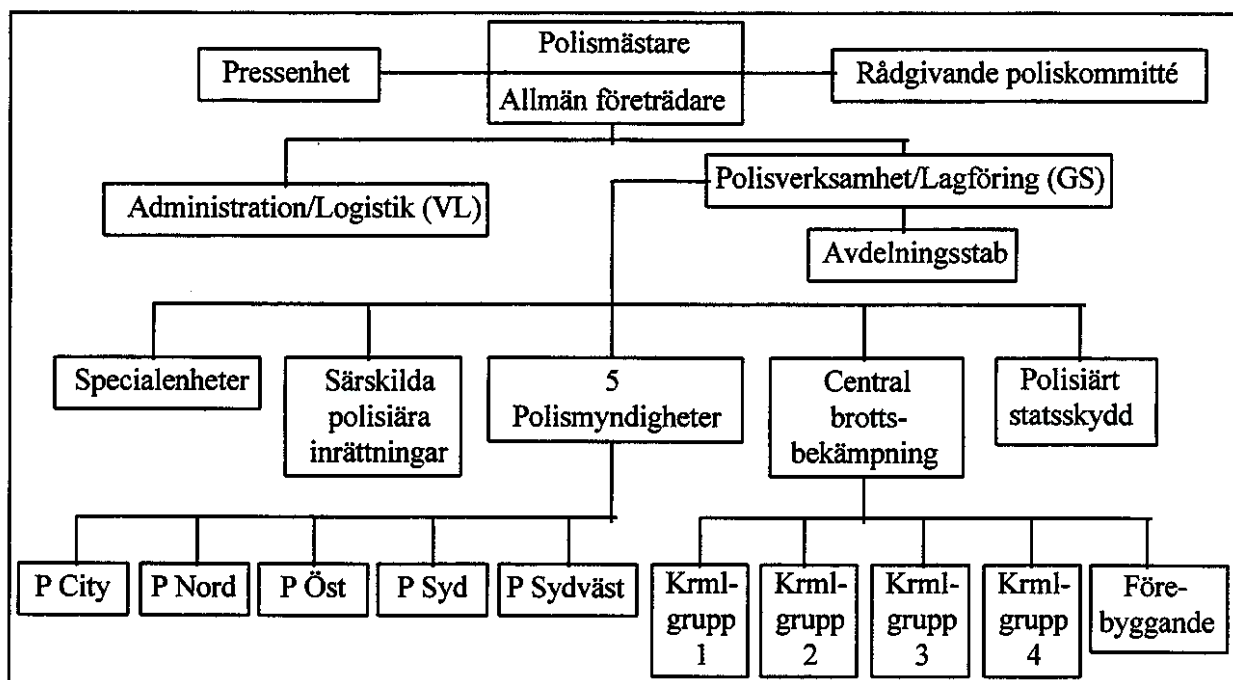 Polismästare
Pressenhet
Rådgivande poliskommitté
Allmän företrädare
Polisverksamhet/Lagföring (GS)
Administration/Logistik (VL)
Avdelningsstab
Specialenheter
Särskilda
polisiära
inrättningar
5
Polismyndigheter
Central
brotts-
bekämpning
Polisiärt
statsskydd
P City
P Nord
P Öst
P Syd
P Sydväst
Krml-
grupp
1
Krml-
grupp
2
Krml-
grupp
3
Krml-
grupp
4
Före-
byggande